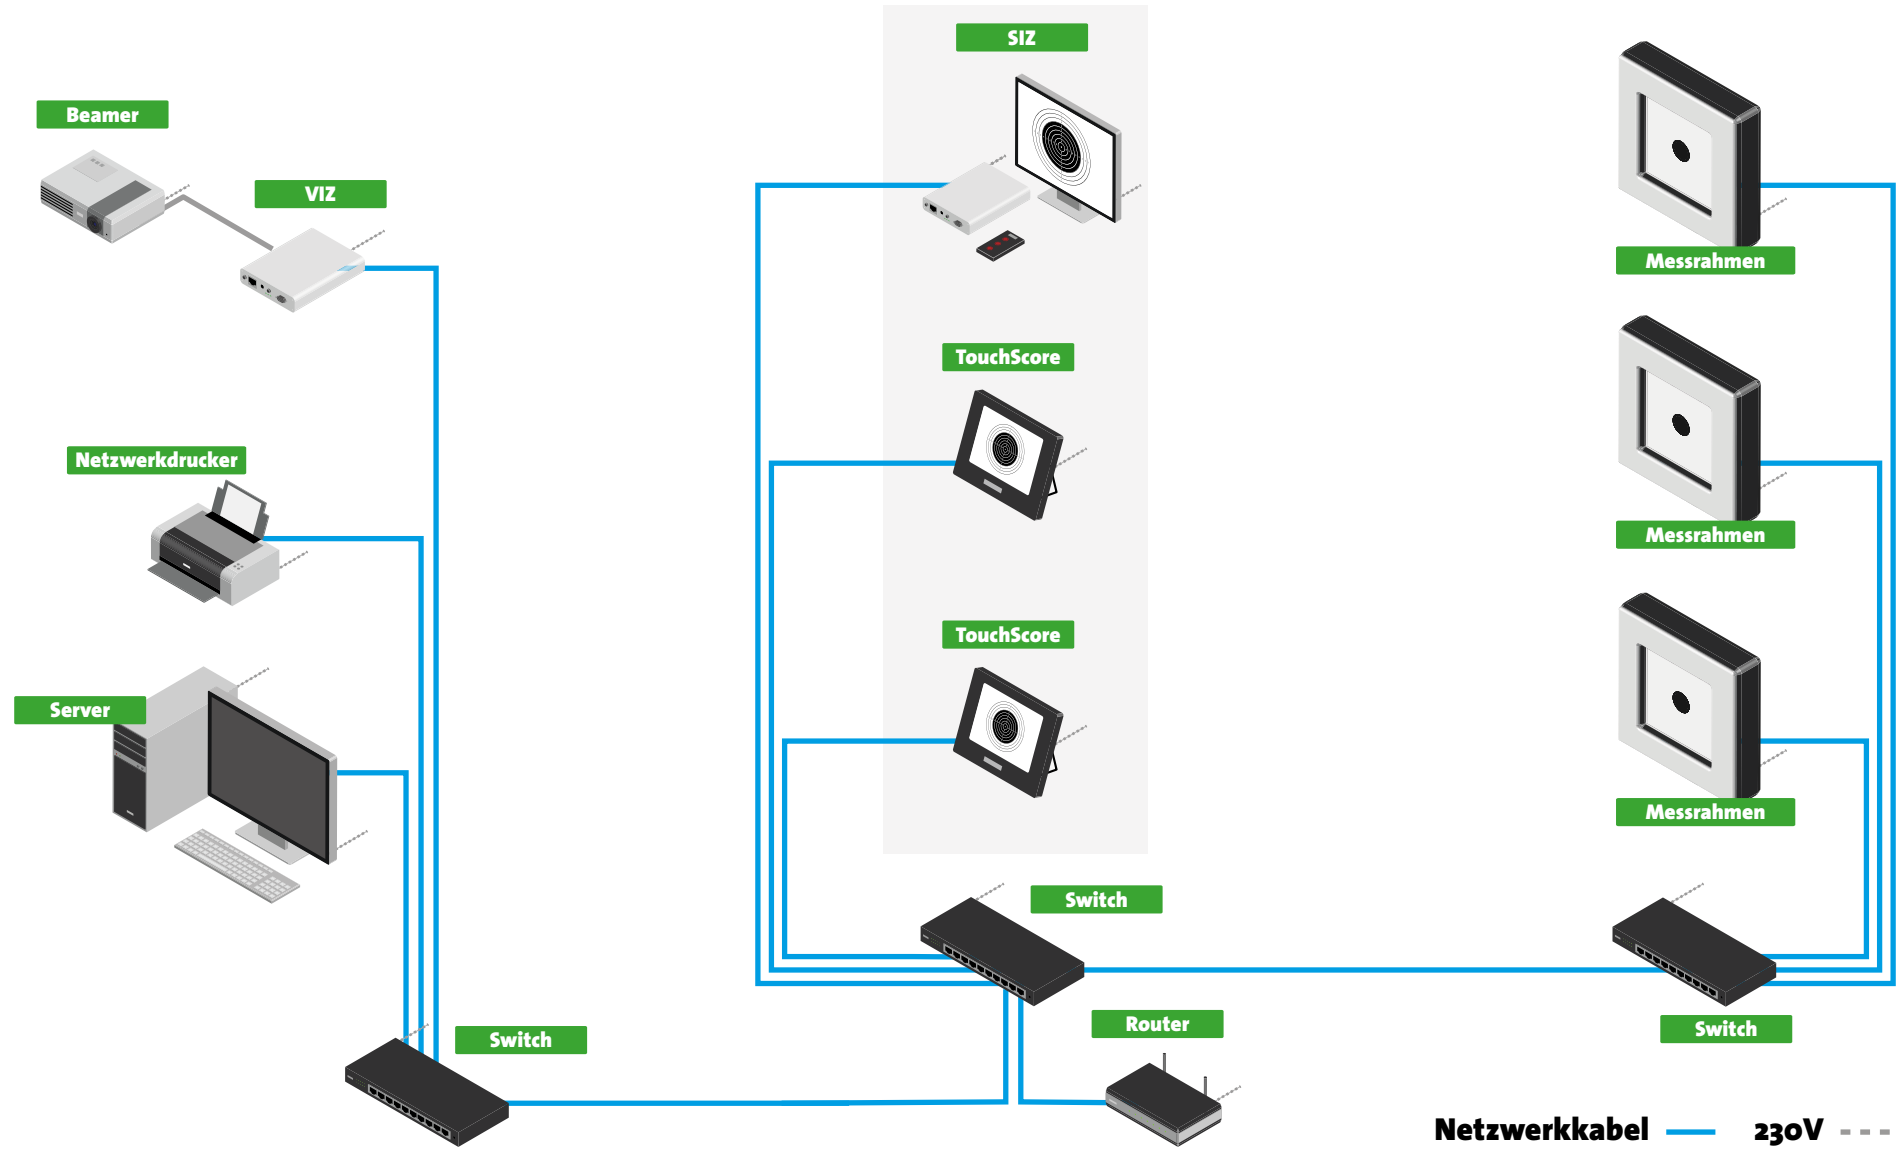 SIZ
Beamer
VIZ
Messrahmen
TouchScore
Netzwerkdrucker
Messrahmen
TouchScore
Server
Messrahmen
Switch
Router
Switch
Switch
Netzwerkkabel
230V